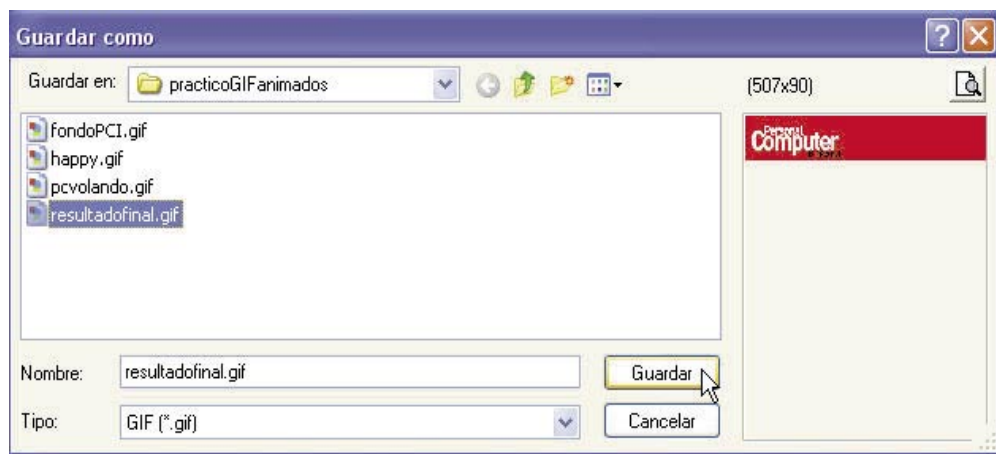 Guardar como
Guardar en: practicoGIFanimados (507x90)
fondoPCI.gif
happy.gif
pcvolando.gif
resultadofinal.gif
Personal
Computer
Nombre: resultadofinal.gif Guardar
Tipo: GIF (*.gif) Cancelar